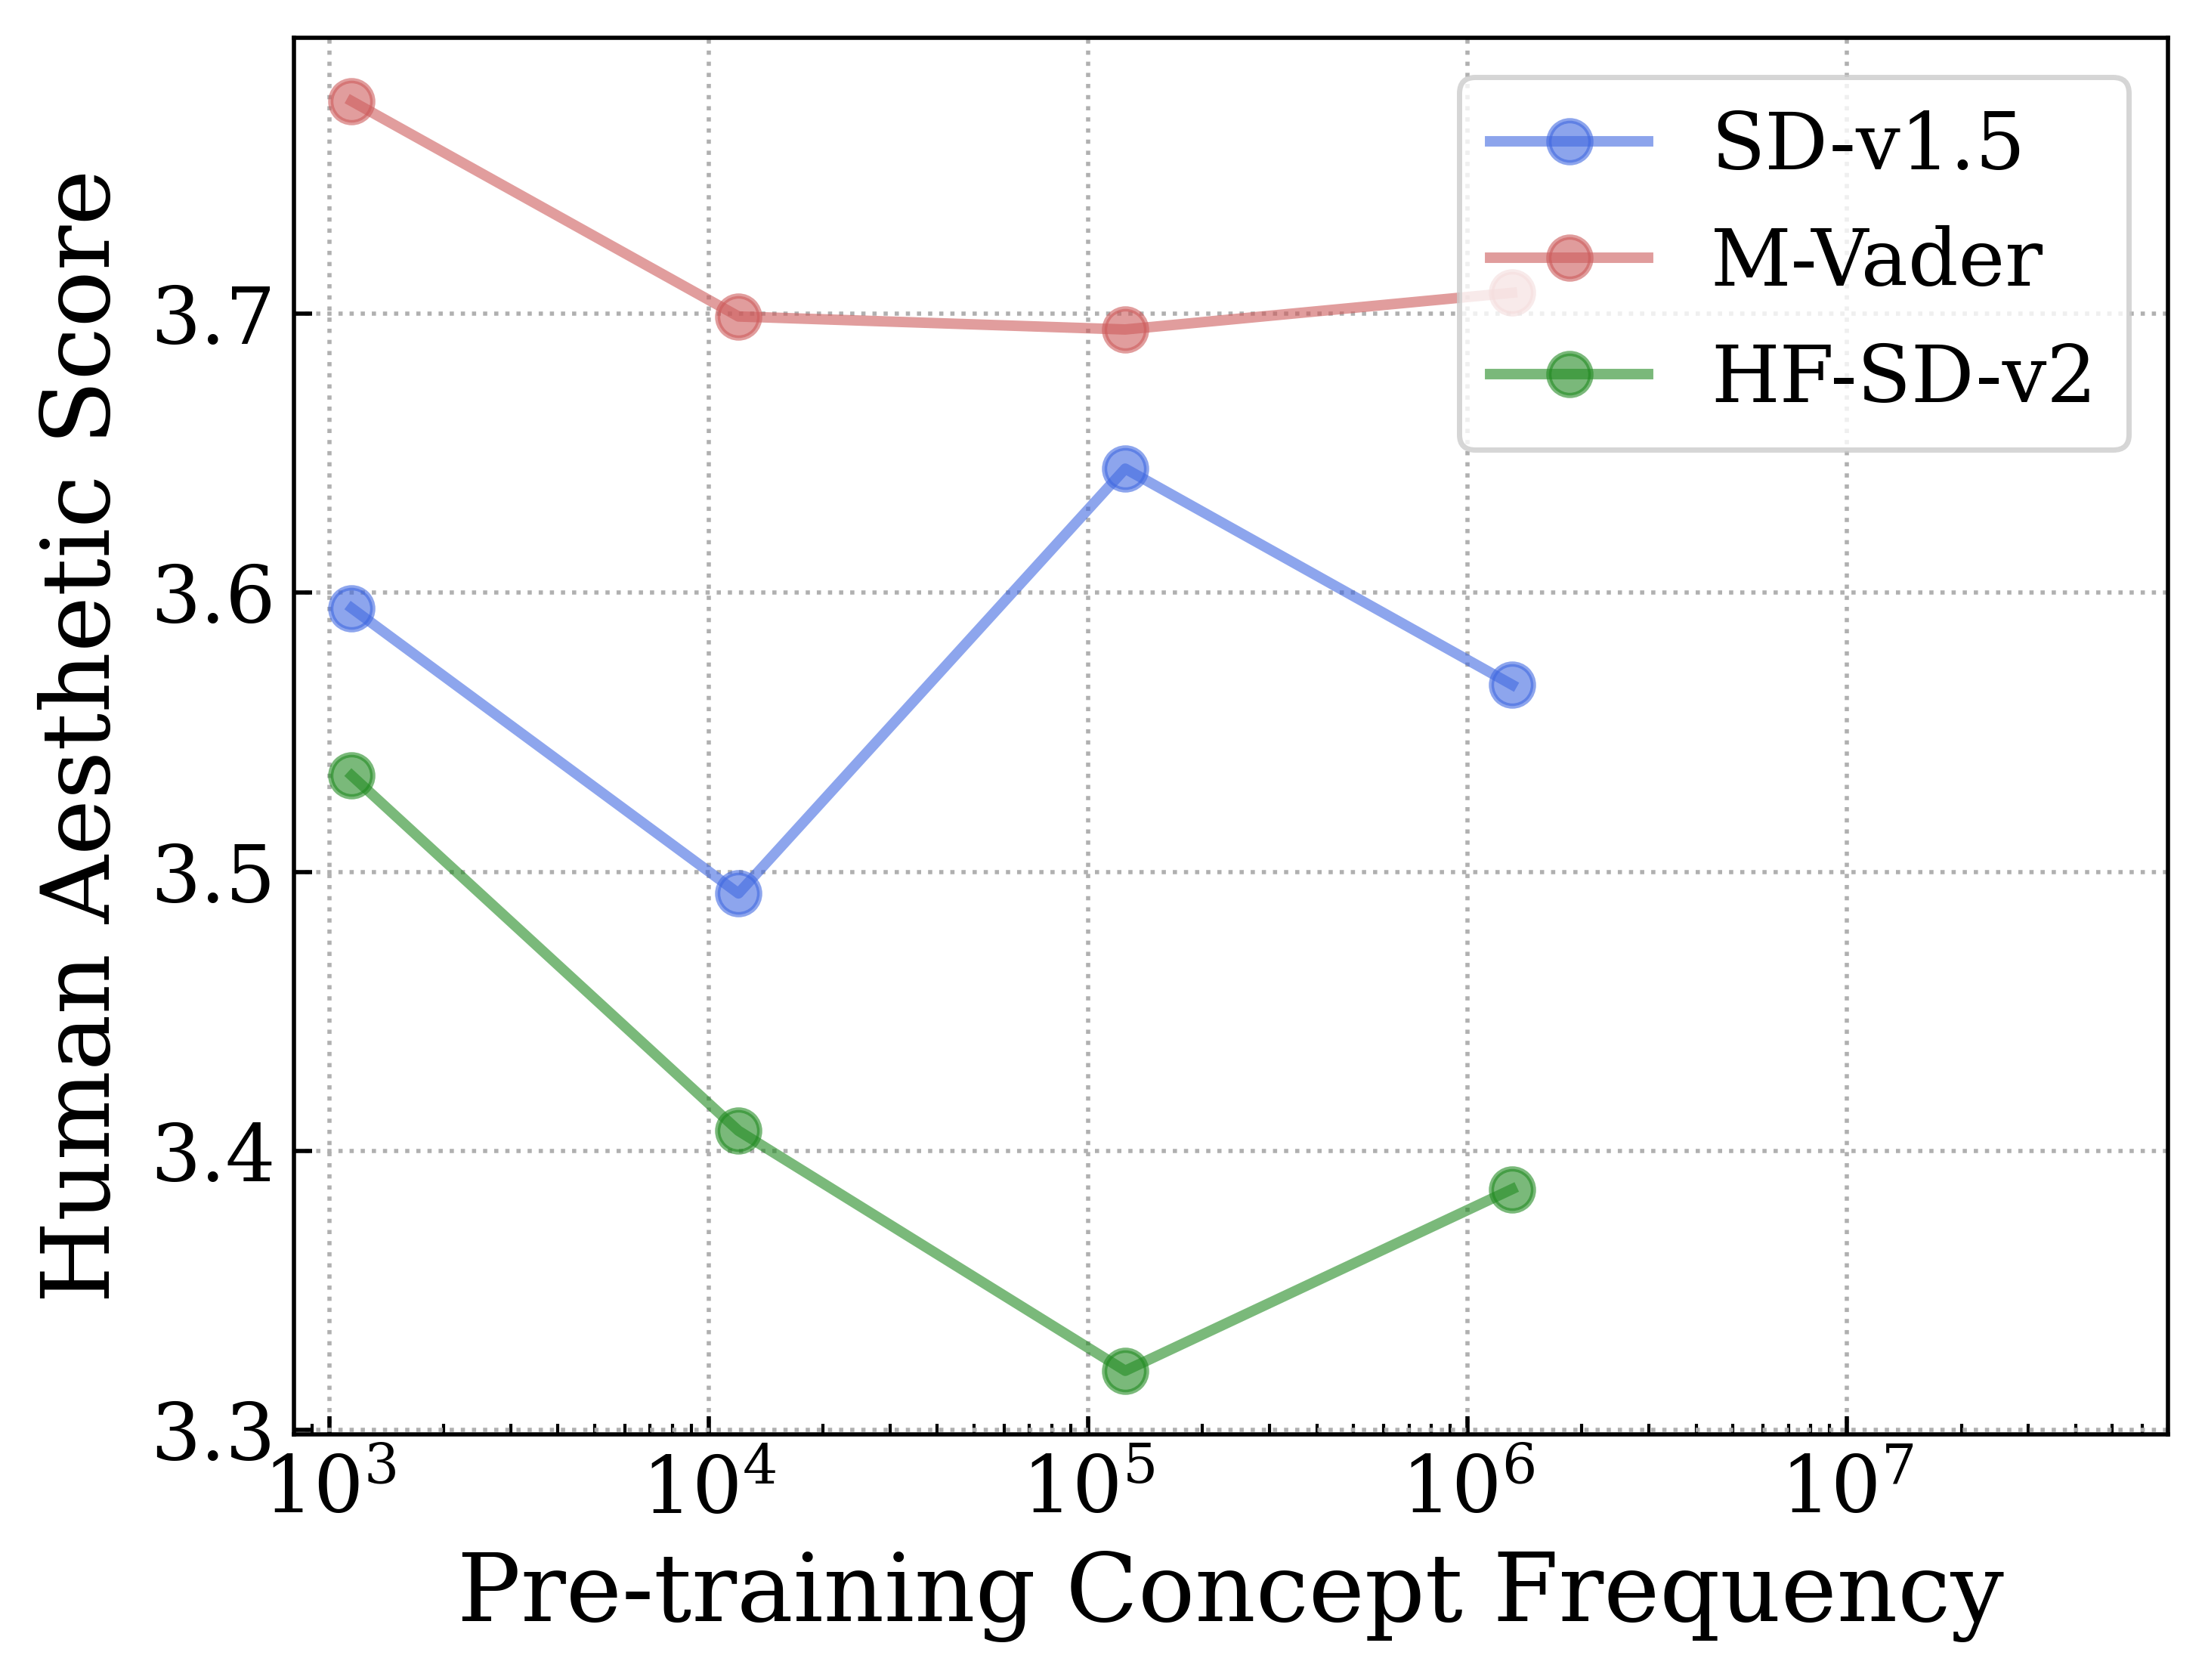 Human Aesthetic Score
3.7
3.6
3.5
3.4
3.3
SD-v1.5
M-Vader
HF-SD-v2
10³ 10⁴ 10⁵ 10⁶ 10⁷
Pre-training Concept Frequency